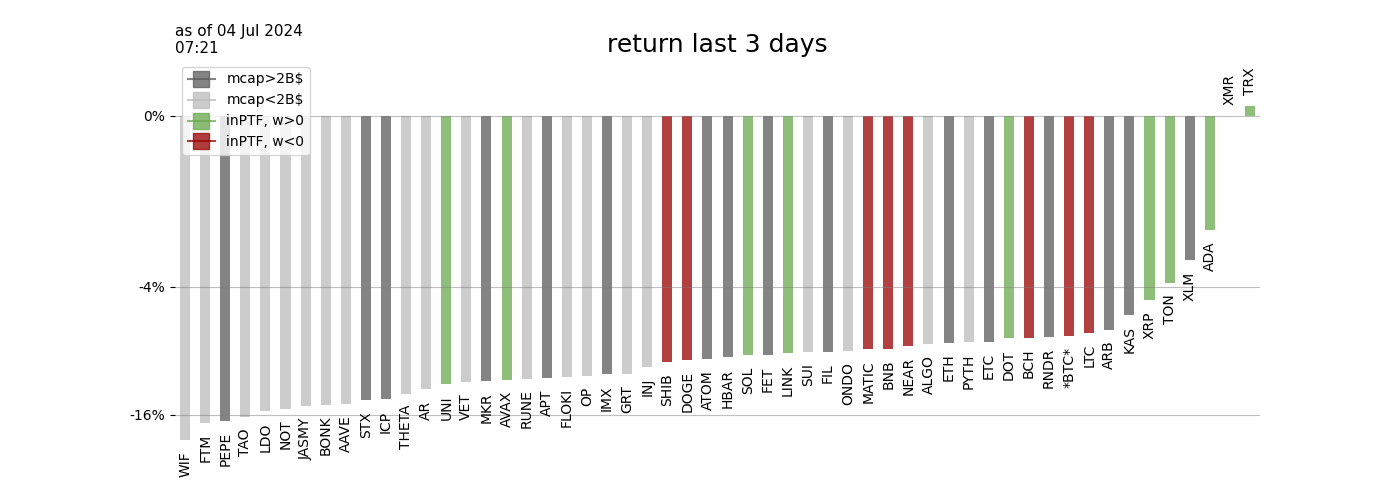 as of 04 Jul 2024
07:21
return last 3 days
mcap>2B$
mcap<2B$
inPTF, w>0
inPTF, w<0
0%
-4%
-16%
WIF
FTM
PEPE
TAO
LDO
NOT
JASMY
BONK
AAVE
STX
ICP
THETA
AR
UNI
VET
MKR
AVAX
RUNE
APT
FLOKI
OP
IMX
GRT
INJ
SHIB
DOGE
ATOM
HBAR
SOL
FET
LINK
SUI
FIL
ONDO
MATIC
BNB
NEAR
ALGO
ETH
PYTH
ETC
DOT
BCH
RNDR
*BTC*
LTC
ARB
KAS
XRP
TON
XLM
ADA
XMR
TRX